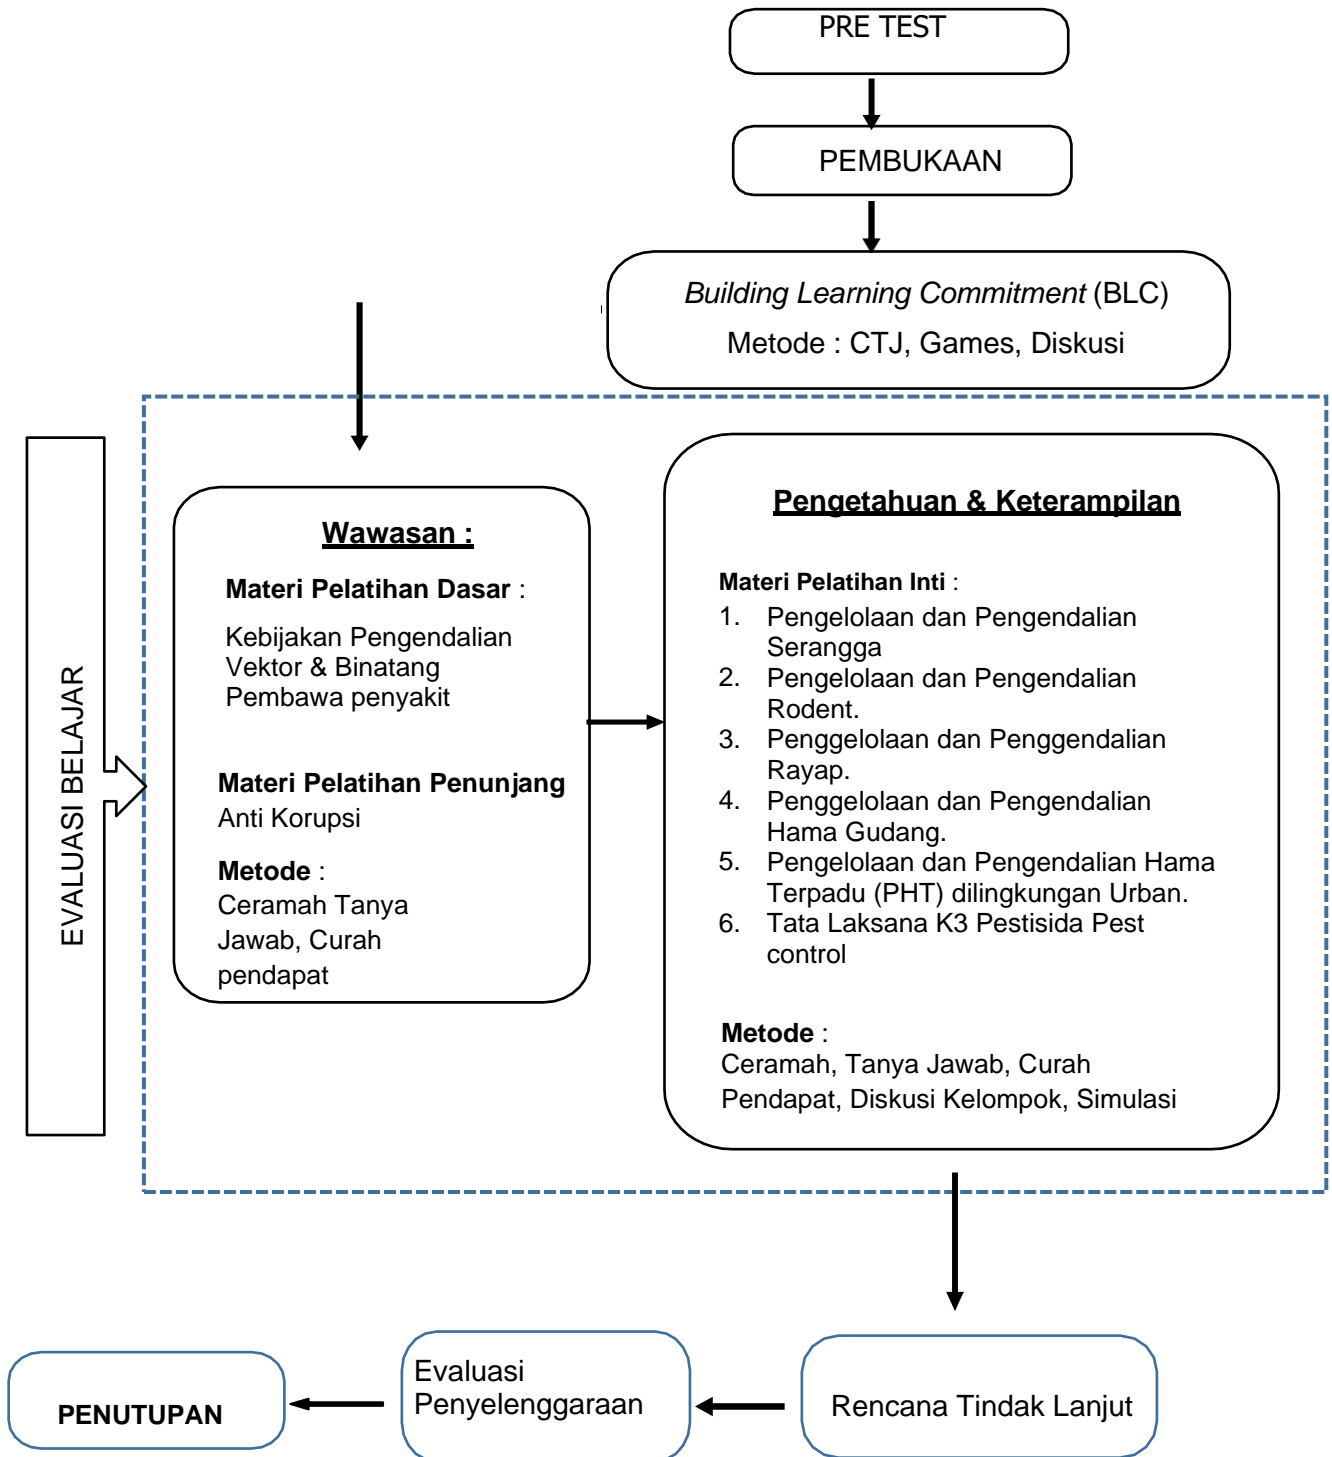 PRE TEST
PEMBUKAAN
Building Learning Commitment (BLC)
Metode : CTJ, Games, Diskusi
EVALUASI BELAJAR
Wawasan :
Materi Pelatihan Dasar :
Kebijakan Pengendalian
Vektor & Binatang
Pembawa penyakit
Materi Pelatihan Penunjang
Anti Korupsi
Metode :
Ceramah Tanya
Jawab, Curah
pendapat
Pengetahuan & Keterampilan
Materi Pelatihan Inti :
1. Pengelolaan dan Pengendalian
Serangga
2. Pengelolaan dan Pengendalian
Rodent.
3. Penggelolaan dan Penggendalian
Rayap.
4. Penggelolaan dan Pengendalian
Hama Gudang.
5. Pengelolaan dan Pengendalian Hama
Terpadu (PHT) dilingkungan Urban.
6. Tata Laksana K3 Pestisida Pest
control
Metode :
Ceramah, Tanya Jawab, Curah
Pendapat, Diskusi Kelompok, Simulasi
Rencana Tindak Lanjut
Evaluasi
Penyelenggaraan
PENUTUPAN